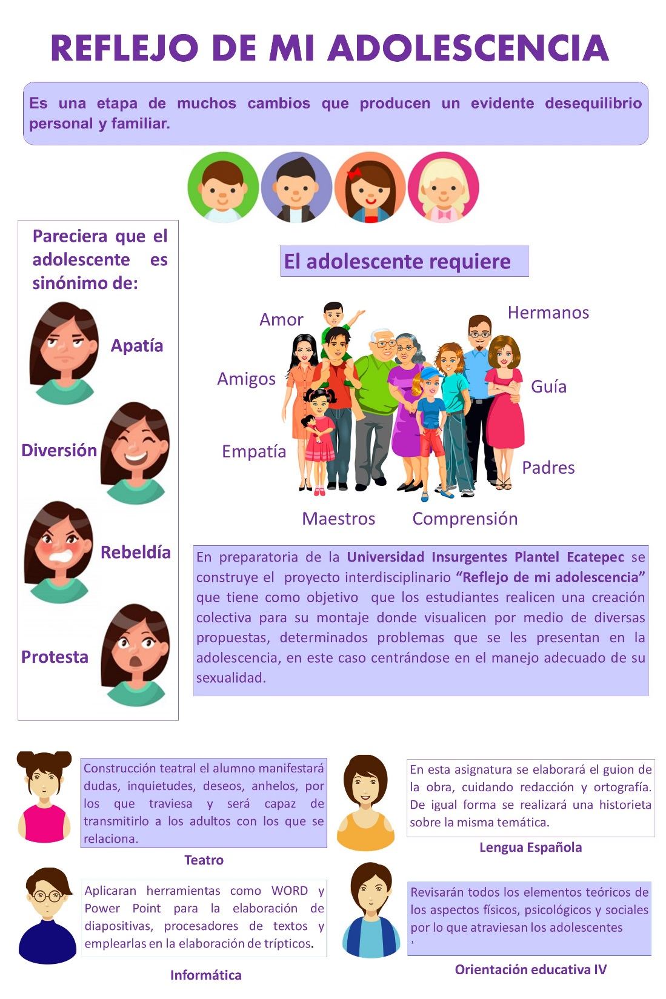 REFLEJO DE MI ADOLESCENCIA
Es una etapa de muchos cambios que producen un evidente desequilibrio
personal y familiar.
Pareciera que el
adolescente es
sinónimo de:
Apatía
Diversión
Rebeldía
Protesta
El adolescente requiere
Amor
Hermanos
Amigos
Guía
Empatía
Padres
Maestros
Comprensión
En preparatoria de la Universidad Insurgentes Plantel Ecatepec se
construye el proyecto interdisciplinario “Reflejo de mi adolescencia”
que tiene como objetivo que los estudiantes realicen una creación
colectiva para su montaje donde visualicen por medio de diversas
propuestas, determinados problemas que se les presentan en la
adolescencia, en este caso centrándose en el manejo adecuado de su
sexualidad.
Construcción teatral el alumno manifestará
dudas, inquietudes, deseos, anhelos, por
los que traviesa y será capaz de
transmitirlo a los adultos con los que se
relaciona.
Teatro
En esta asignatura se elaborará el guion de
la obra, cuidando redacción y ortografía.
De igual forma se realizará una historieta
sobre la misma temática.
Lengua Española
Aplicaran herramientas como WORD y
Power Point para la elaboración de
diapositivas, procesadores de textos y
emplearlas en la elaboración de trípticos.
Informática
Revisarán todos los elementos teóricos de
los aspectos físicos, psicológicos y sociales
por lo que atraviesan los adolescentes
Orientación educativa IV